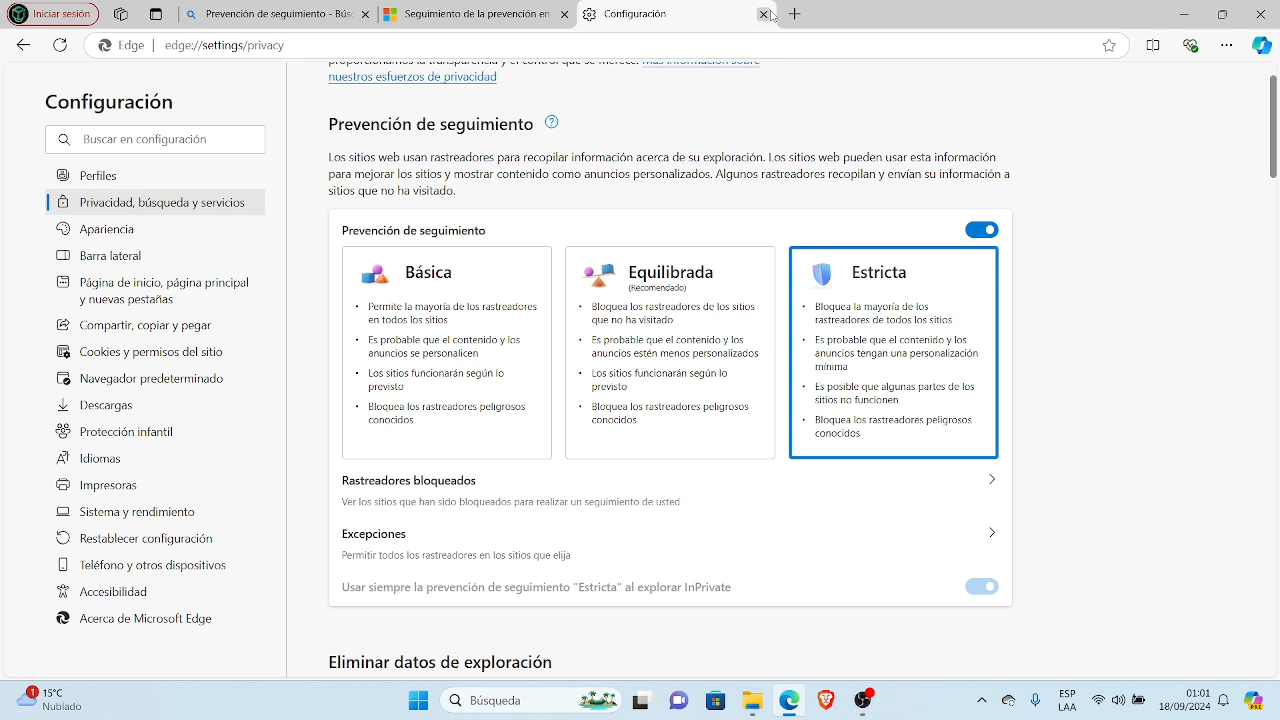 Iniciar sesión
Prevención de seguimiento - Bús
Seguimiento de la prevención en
Configuración
Edge
edge://settings/privacy
proporcionamos la transparencia y el control que se merece. Más información sobre
nuestros esfuerzos de privacidad
Configuración
Buscar en configuración
Perfiles
Privacidad, búsqueda y servicios
Apariencia
Barra lateral
Página de inicio, página principal
y nuevas pestañas
Compartir, copiar y pegar
Cookies y permisos del sitio
Navegador predeterminado
Descargas
Protección infantil
Idiomas
Impresoras
Sistema y rendimiento
Restablecer configuración
Teléfono y otros dispositivos
Accesibilidad
Acerca de Microsoft Edge
Prevención de seguimiento
Los sitios web usan rastreadores para recopilar información acerca de su exploración. Los sitios web pueden usar esta información
para mejorar los sitios y mostrar contenido como anuncios personalizados. Algunos rastreadores recopilan y envían su información a
sitios que no ha visitado.
Prevención de seguimiento
Básica
Permite la mayoría de los rastreadores
en todos los sitios
Es probable que el contenido y los
anuncios se personalicen
Los sitios funcionarán según lo
previsto
Bloquea los rastreadores peligrosos
conocidos
Equilibrada
(Recomendado)
Bloquea los rastreadores de los sitios
que no ha visitado
Es probable que el contenido y los
anuncios estén menos personalizados
Los sitios funcionarán según lo
previsto
Bloquea los rastreadores peligrosos
conocidos
Estricta
Bloquea la mayoría de los
rastreadores de todos los sitios
Es probable que el contenido y los
anuncios tengan una personalización
mínima
Es posible que algunas partes de los
sitios no funcionen
Bloquea los rastreadores peligrosos
conocidos
Rastreadores bloqueados
Ver los sitios que han sido bloqueados para realizar un seguimiento de usted
Excepciones
Permitir todos los rastreadores en los sitios que elija
Usar siempre la prevención de seguimiento "Estricta" al explorar InPrivate
Eliminar datos de exploración
1
15°C
Nublado
Búsqueda
ESP
LAA
01:01
18/09/2024
PRE